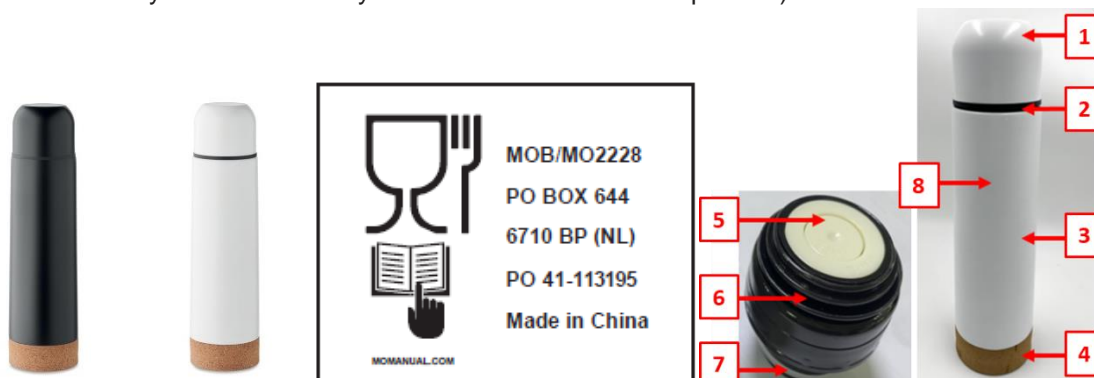 MOB/MO2228
PO BOX 644
6710 BP (NL)
PO 41-113195
Made in China
MOMANUAL.COM
1
2
8
3
4
5
6
7